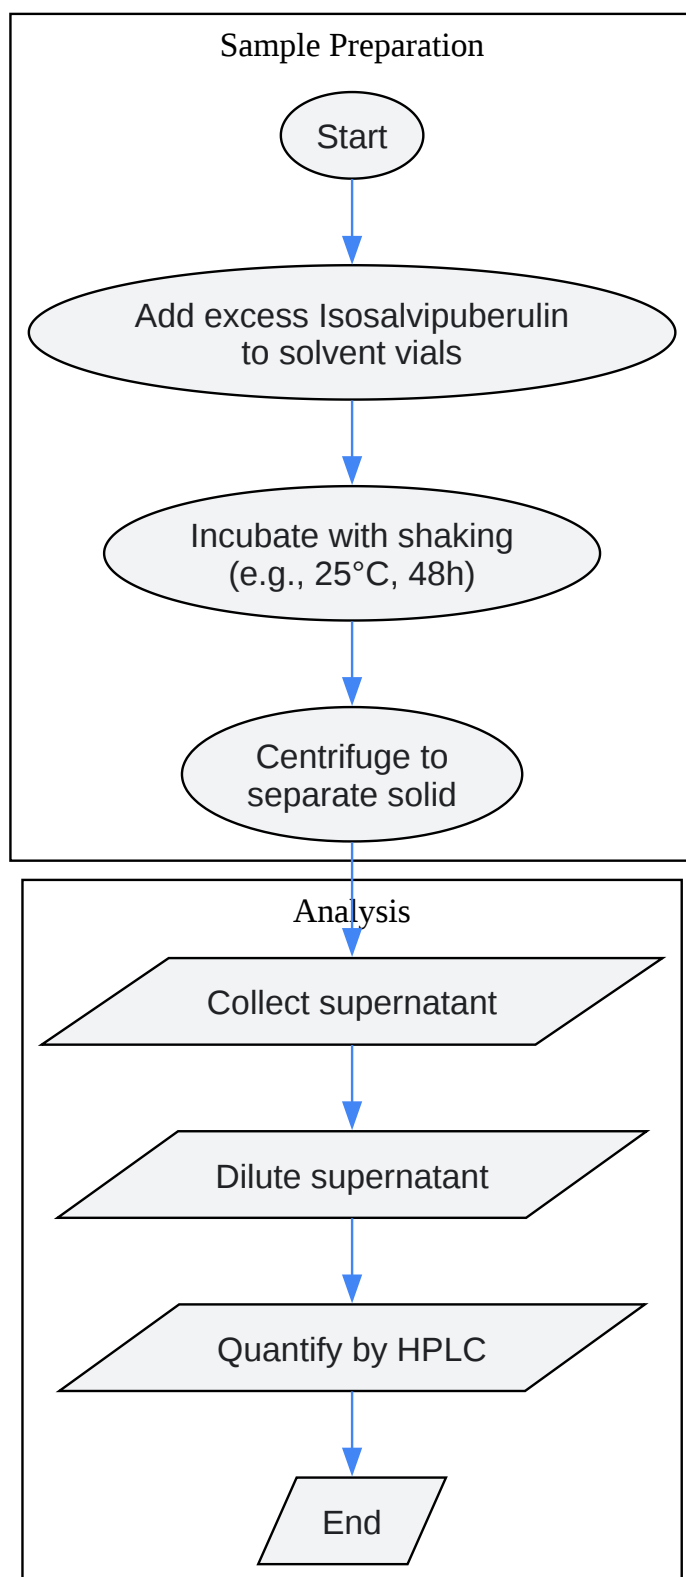 Sample Preparation
Start
Add excess Isosalvipuberulin
to solvent vials
Incubate with shaking
(e.g., 25°C, 48h)
Centrifuge to
separate solid
Analysis
Collect supernatant
Dilute supernatant
Quantify by HPLC
End